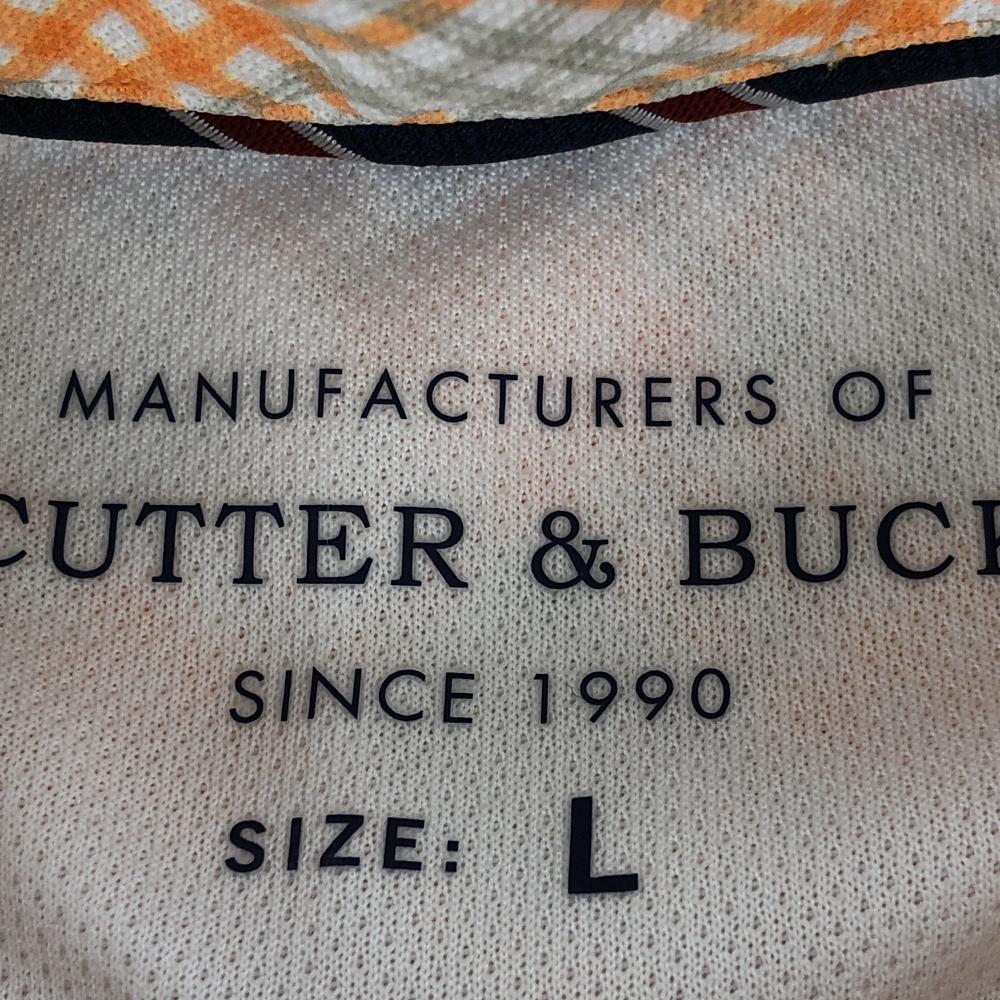 MANUFACTURERS OF
CUTTER & BUCK
SINCE 1990
SIZE: L